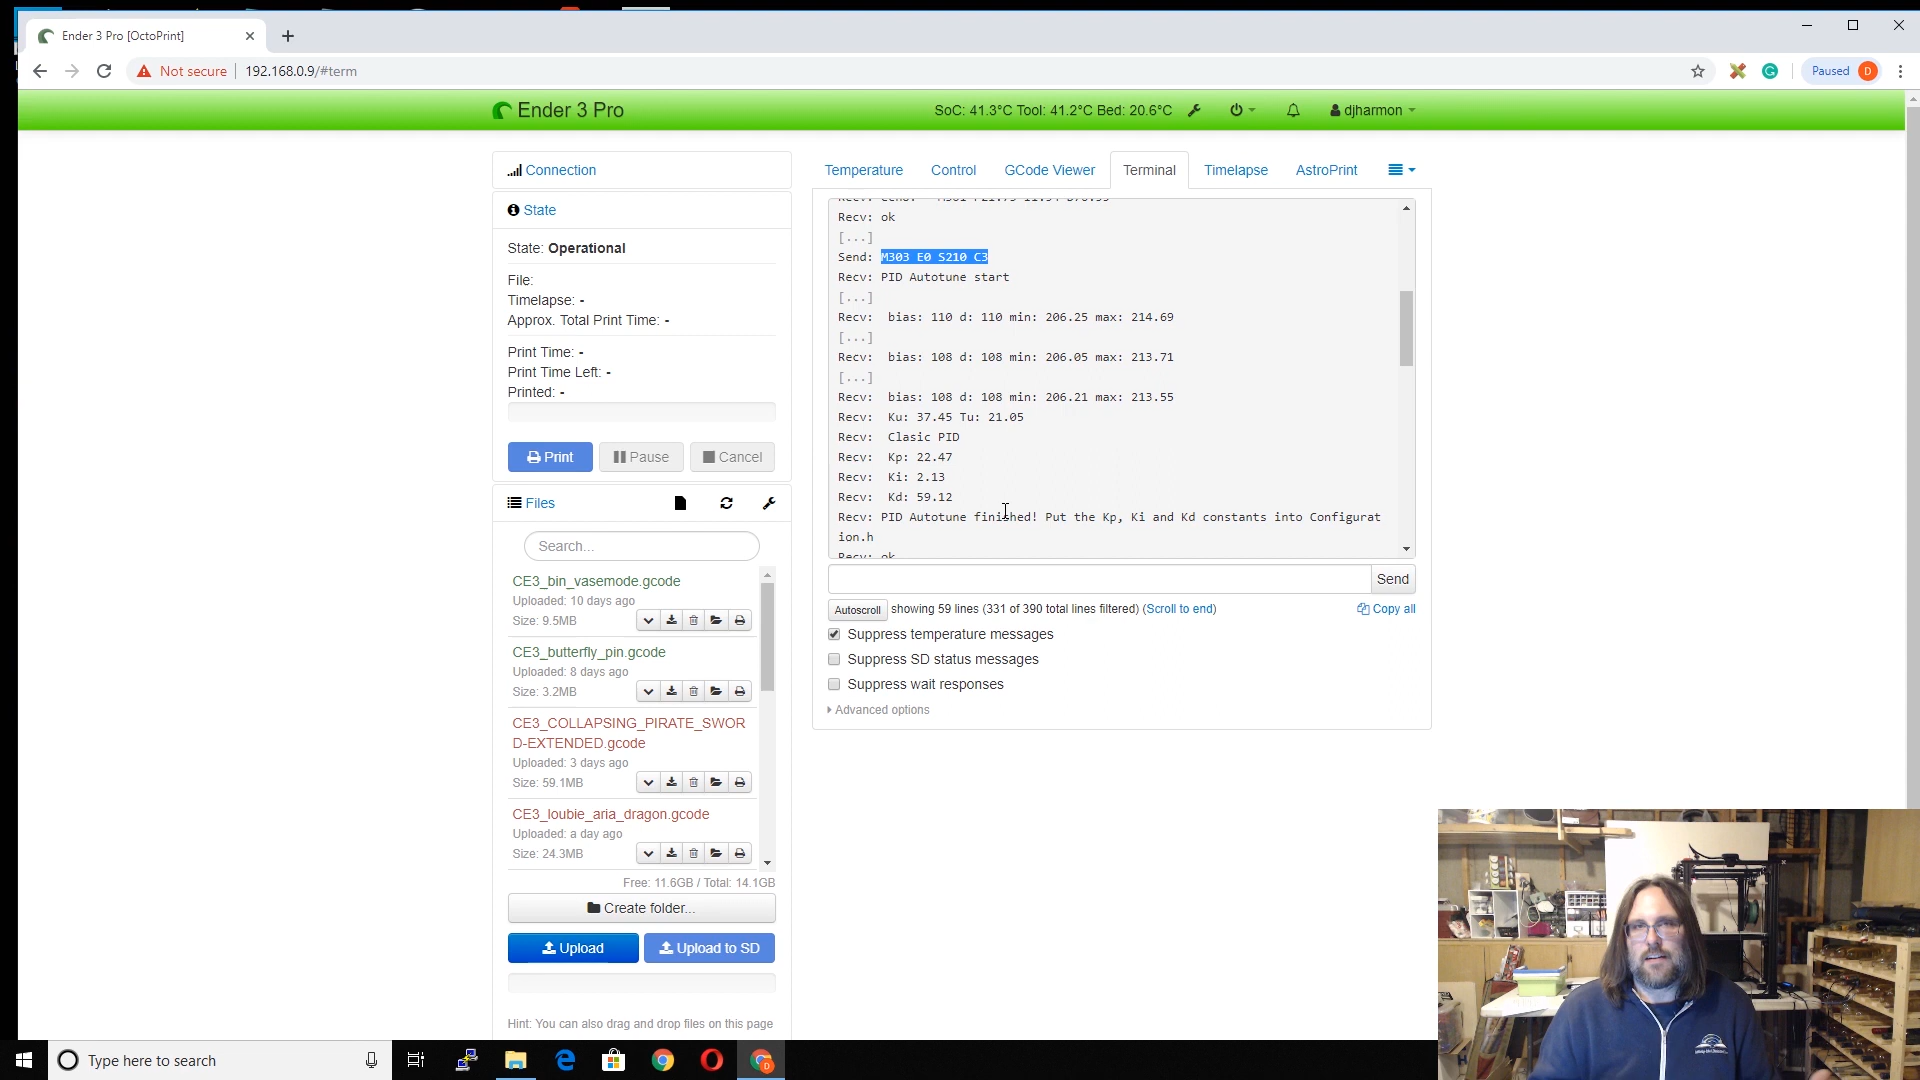 Ender 3 Pro [OctoPrint]
Not secure
192.168.0.9/#term
Paused
D
Ender 3 Pro
SoC: 41.3°C Tool: 41.2°C Bed: 20.6°C
djharmon
Connection
State
State: Operational
File:
Timelapse: -
Approx. Total Print Time: -
Print Time: -
Print Time Left: -
Printed: -
Print
Pause
Cancel
Files
Search...
CE3_bin_vasemode.gcode
Uploaded: 10 days ago
Size: 9.5MB
CE3_butterfly_pin.gcode
Uploaded: 8 days ago
Size: 3.2MB
CE3_COLLAPSING_PIRATE_SWOR
D-EXTENDED.gcode
Uploaded: 3 days ago
Size: 59.1MB
CE3_loubie_aria_dragon.gcode
Uploaded: a day ago
Size: 24.3MB
Free: 11.6GB / Total: 14.1GB
Create folder...
Upload
Upload to SD
Hint: You can also drag and drop files on this page
Temperature
Control
GCode Viewer
Terminal
Timelapse
AstroPrint
Recv: ok
[...]
Send: M303 E0 S210 C3
Recv: PID Autotune start
[...]
Recv: bias: 110 d: 110 min: 206.25 max: 214.69
[...]
Recv: bias: 108 d: 108 min: 206.05 max: 213.71
[...]
Recv: bias: 108 d: 108 min: 206.21 max: 213.55
Recv: Ku: 37.45 Tu: 21.05
Recv: Clasic PID
Recv: Kp: 22.47
Recv: Ki: 2.13
Recv: Kd: 59.12
Recv: PID Autotune finished! Put the Kp, Ki and Kd constants into Configurat
ion.h
Recv: ok
Send
Autoscroll
showing 59 lines (331 of 390 total lines filtered) (Scroll to end)
Copy all
Suppress temperature messages
Suppress SD status messages
Suppress wait responses
Advanced options
Type here to search